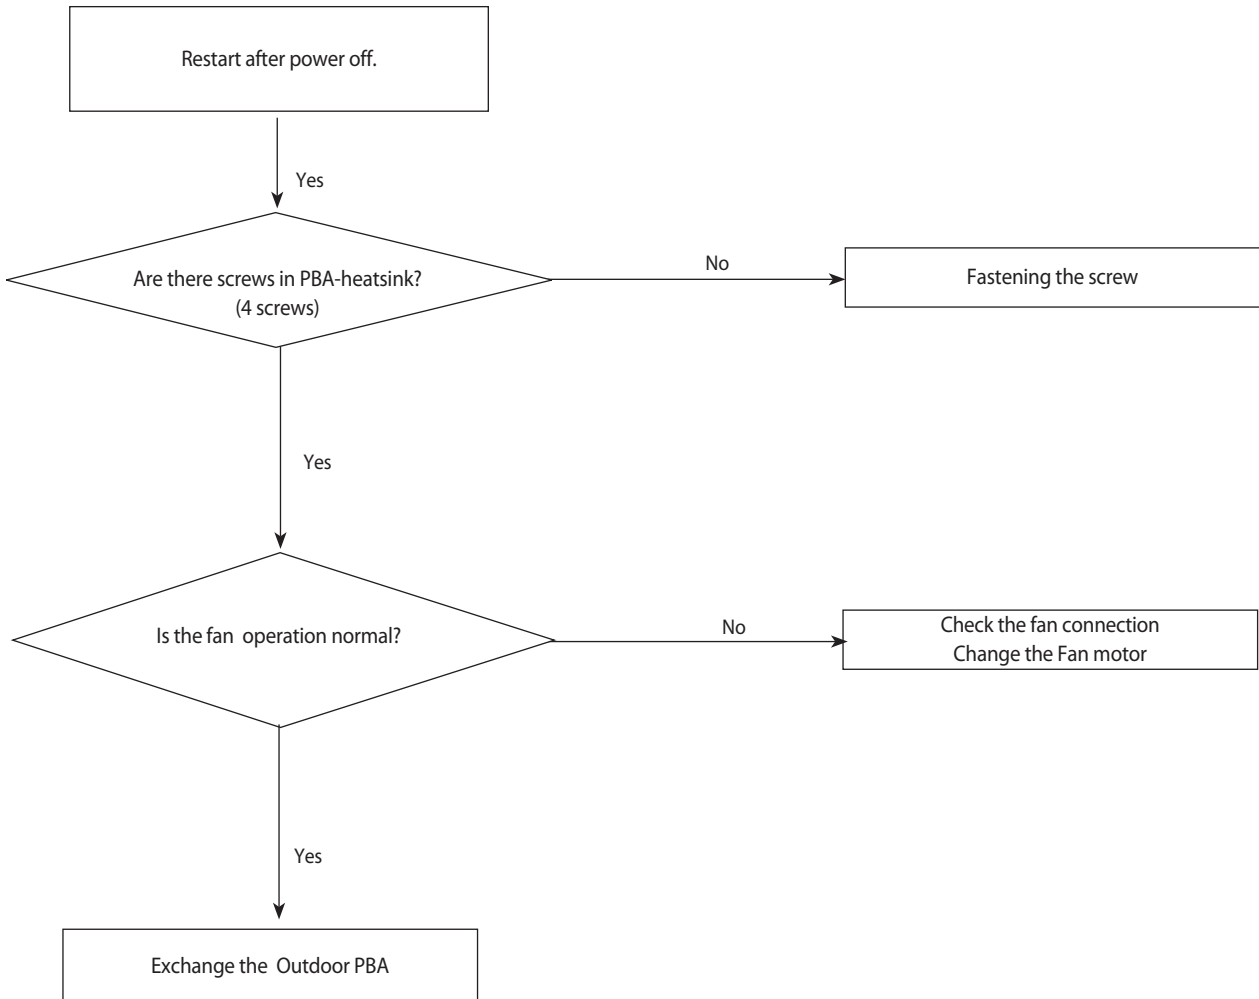 Restart after power off.
Yes
Are there screws in PBA-heatsink?
(4 screws)
No
Fastening the screw
Yes
Is the fan operation normal?
No
Check the fan connection
Change the Fan motor
Yes
Exchange the Outdoor PBA